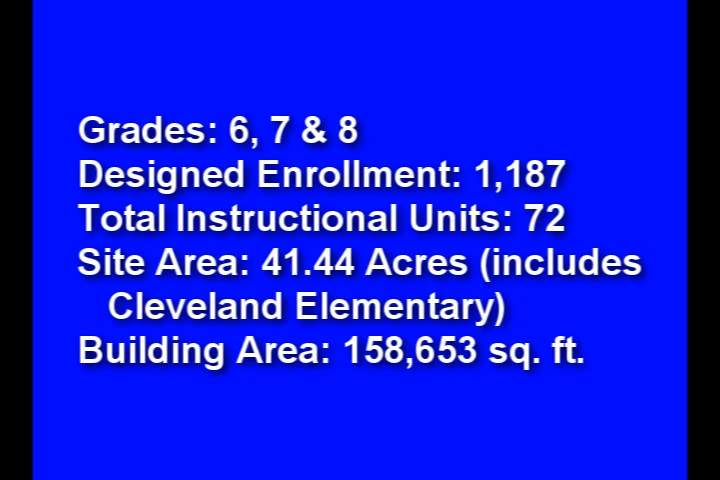 Grades: 6, 7 & 8
Designed Enrollment: 1,187
Total Instructional Units: 72
Site Area: 41.44 Acres (includes
Cleveland Elementary)
Building Area: 158,653 sq. ft.